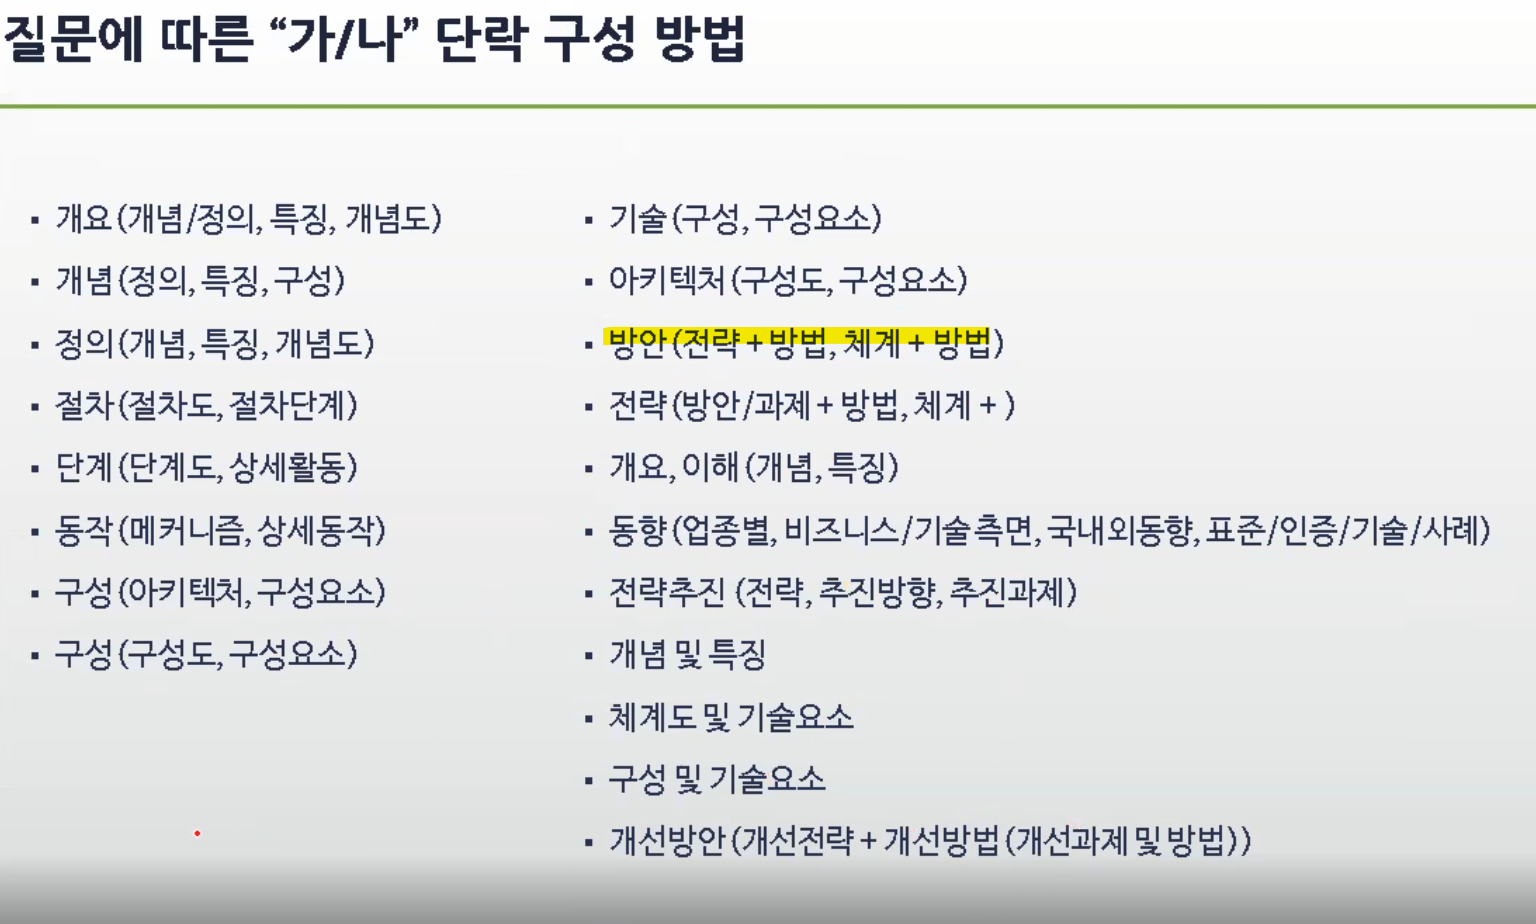 질문에 따른 “가/나” 단락 구성 방법
▪ 개요(개념/정의, 특징, 개념도)
▪ 개념(정의, 특징, 구성)
▪ 정의(개념, 특징, 개념도)
▪ 절차(절차도, 절차단계)
▪ 단계(단계도, 상세활동)
▪ 동작(메커니즘, 상세동작)
▪ 구성(아키텍처, 구성요소)
▪ 구성(구성도, 구성요소)
▪ 기술(구성, 구성요소)
▪ 아키텍처(구성도, 구성요소)
▪ 방안(전략 + 방법, 체계 + 방법)
▪ 전략(방안/과제 + 방법, 체계 + )
▪ 개요, 이해(개념, 특징)
▪ 동향(업종별, 비즈니스/기술측면, 국내외동향, 표준/인증/기술/사례)
▪ 전략추진 (전략, 추진방향, 추진과제)
▪ 개념 및 특징
▪ 체계도 및 기술요소
▪ 구성 및 기술요소
▪ 개선방안(개선전략 + 개선방법(개선과제 및 방법))